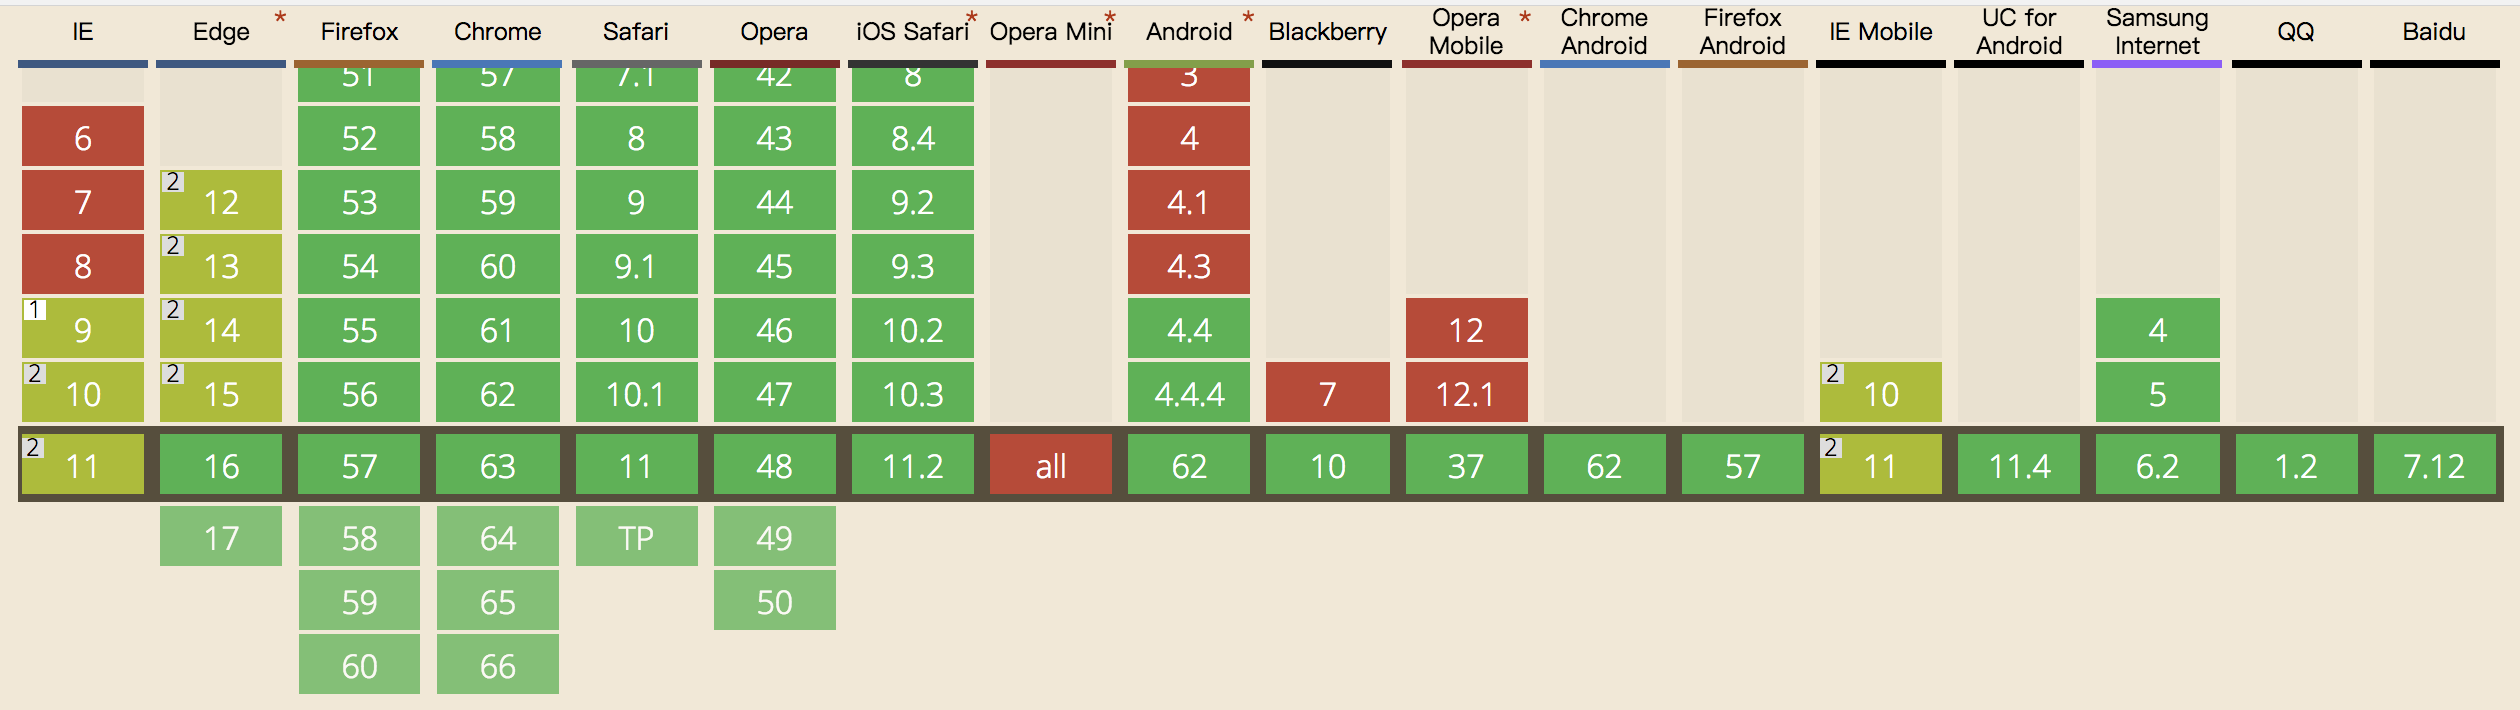 IE Edge * Firefox Chrome Safari Opera iOS Safari * Opera Mini * Android * Blackberry Opera Mobile * Chrome Android Firefox Android IE Mobile UC for Android Samsung Internet QQ Baidu
51 57 7.1 42 8 3
6 52 58 8 43 8.4 4
7 2 12 53 59 9 44 9.2 4.1
8 2 13 54 60 9.1 45 9.3 4.3
1 9 2 14 55 61 10 46 10.2 4.4 12 4
2 10 2 15 56 62 10.1 47 10.3 4.4.4 7 12.1 2 10 5
2 11 16 57 63 11 48 11.2 all 62 10 37 62 57 2 11 11.4 6.2 1.2 7.12
17 58 64 TP 49
59 65 50
60 66